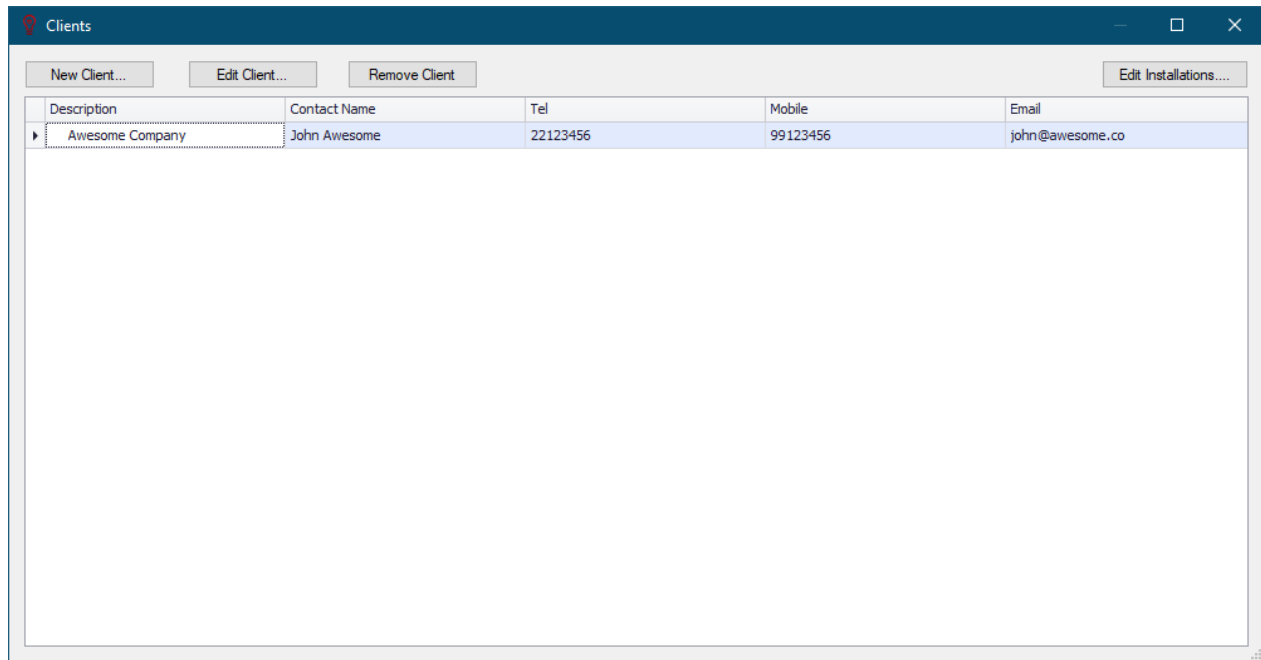 Clients
New Client... Edit Client... Remove Client Edit Installations....
Description Contact Name Tel Mobile Email
Awesome Company John Awesome 22123456 99123456 john@awesome.co